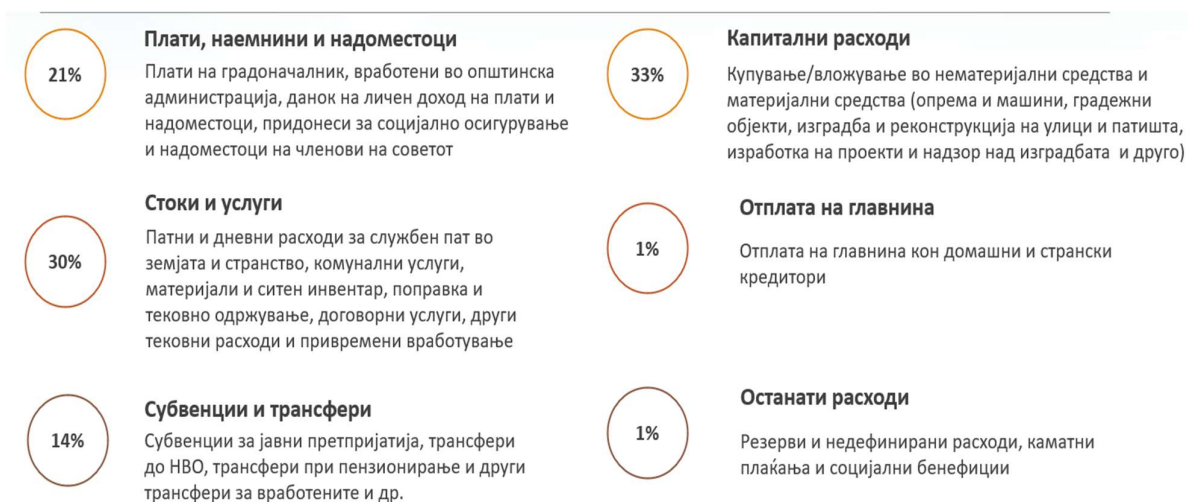 21%
Плати, наемнини и надоместоци
Плати на градоначалник, вработени во општинска
администрација, данок на личен доход на плати и
надоместоци, придонеси за социјално осигурување
и надоместоци на членови на советот
30%
Стоки и услуги
Патни и дневни расходи за службен пат во
земјата и странство, комунални услуги,
материјали и ситен инвентар, поправка и
тековно одржување, договорни услуги, други
тековни расходи и привремени вработување
14%
Субвенции и трансфери
Субвенции за јавни претпријатија, трансфери
до НВО, трансфери при пензионирање и други
трансфери за вработените и др.
33%
Капитални расходи
Купување/вложување во нематеријални средства и
материјални средства (опрема и машини, градежни
објекти, изградба и реконструкција на улици и патишта,
изработка на проекти и надзор над изградбата и друго)
1%
Отплата на главнина
Отплата на главнина кон домашни и странски
кредитори
1%
Останати расходи
Резерви и недефинирани расходи, каматни
плаќања и социјални бенефиции